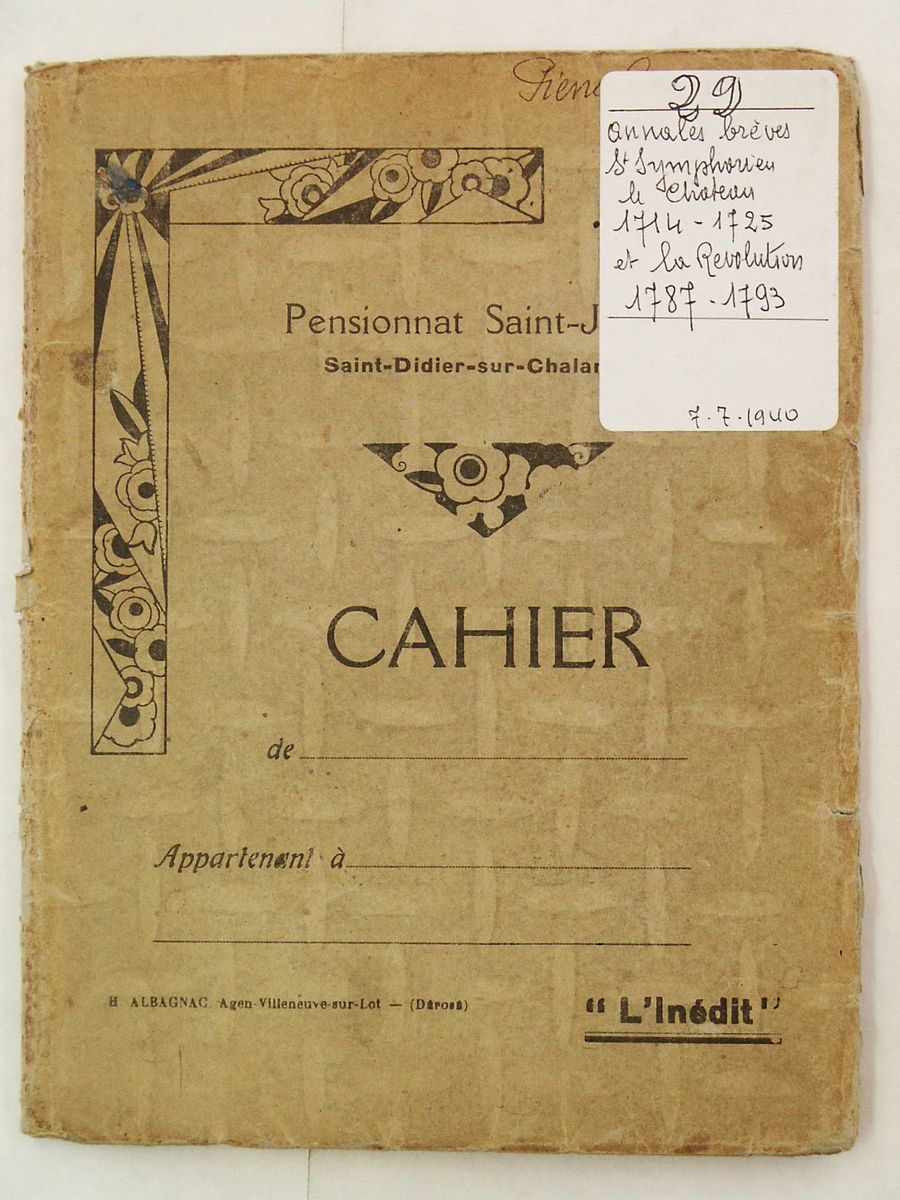 29
annales brèves
St Symphorien
le Chateau
1714 - 1725
et la Revolution
1787 - 1793
7.7.1940
Pensionnat Saint-J
Saint-Didier-sur-Chalar
CAHIER
de
Appartenant à
H ALBAGNAC Agen-Villeneuve-sur-Lot — (Déposé)
"L'Inédit"